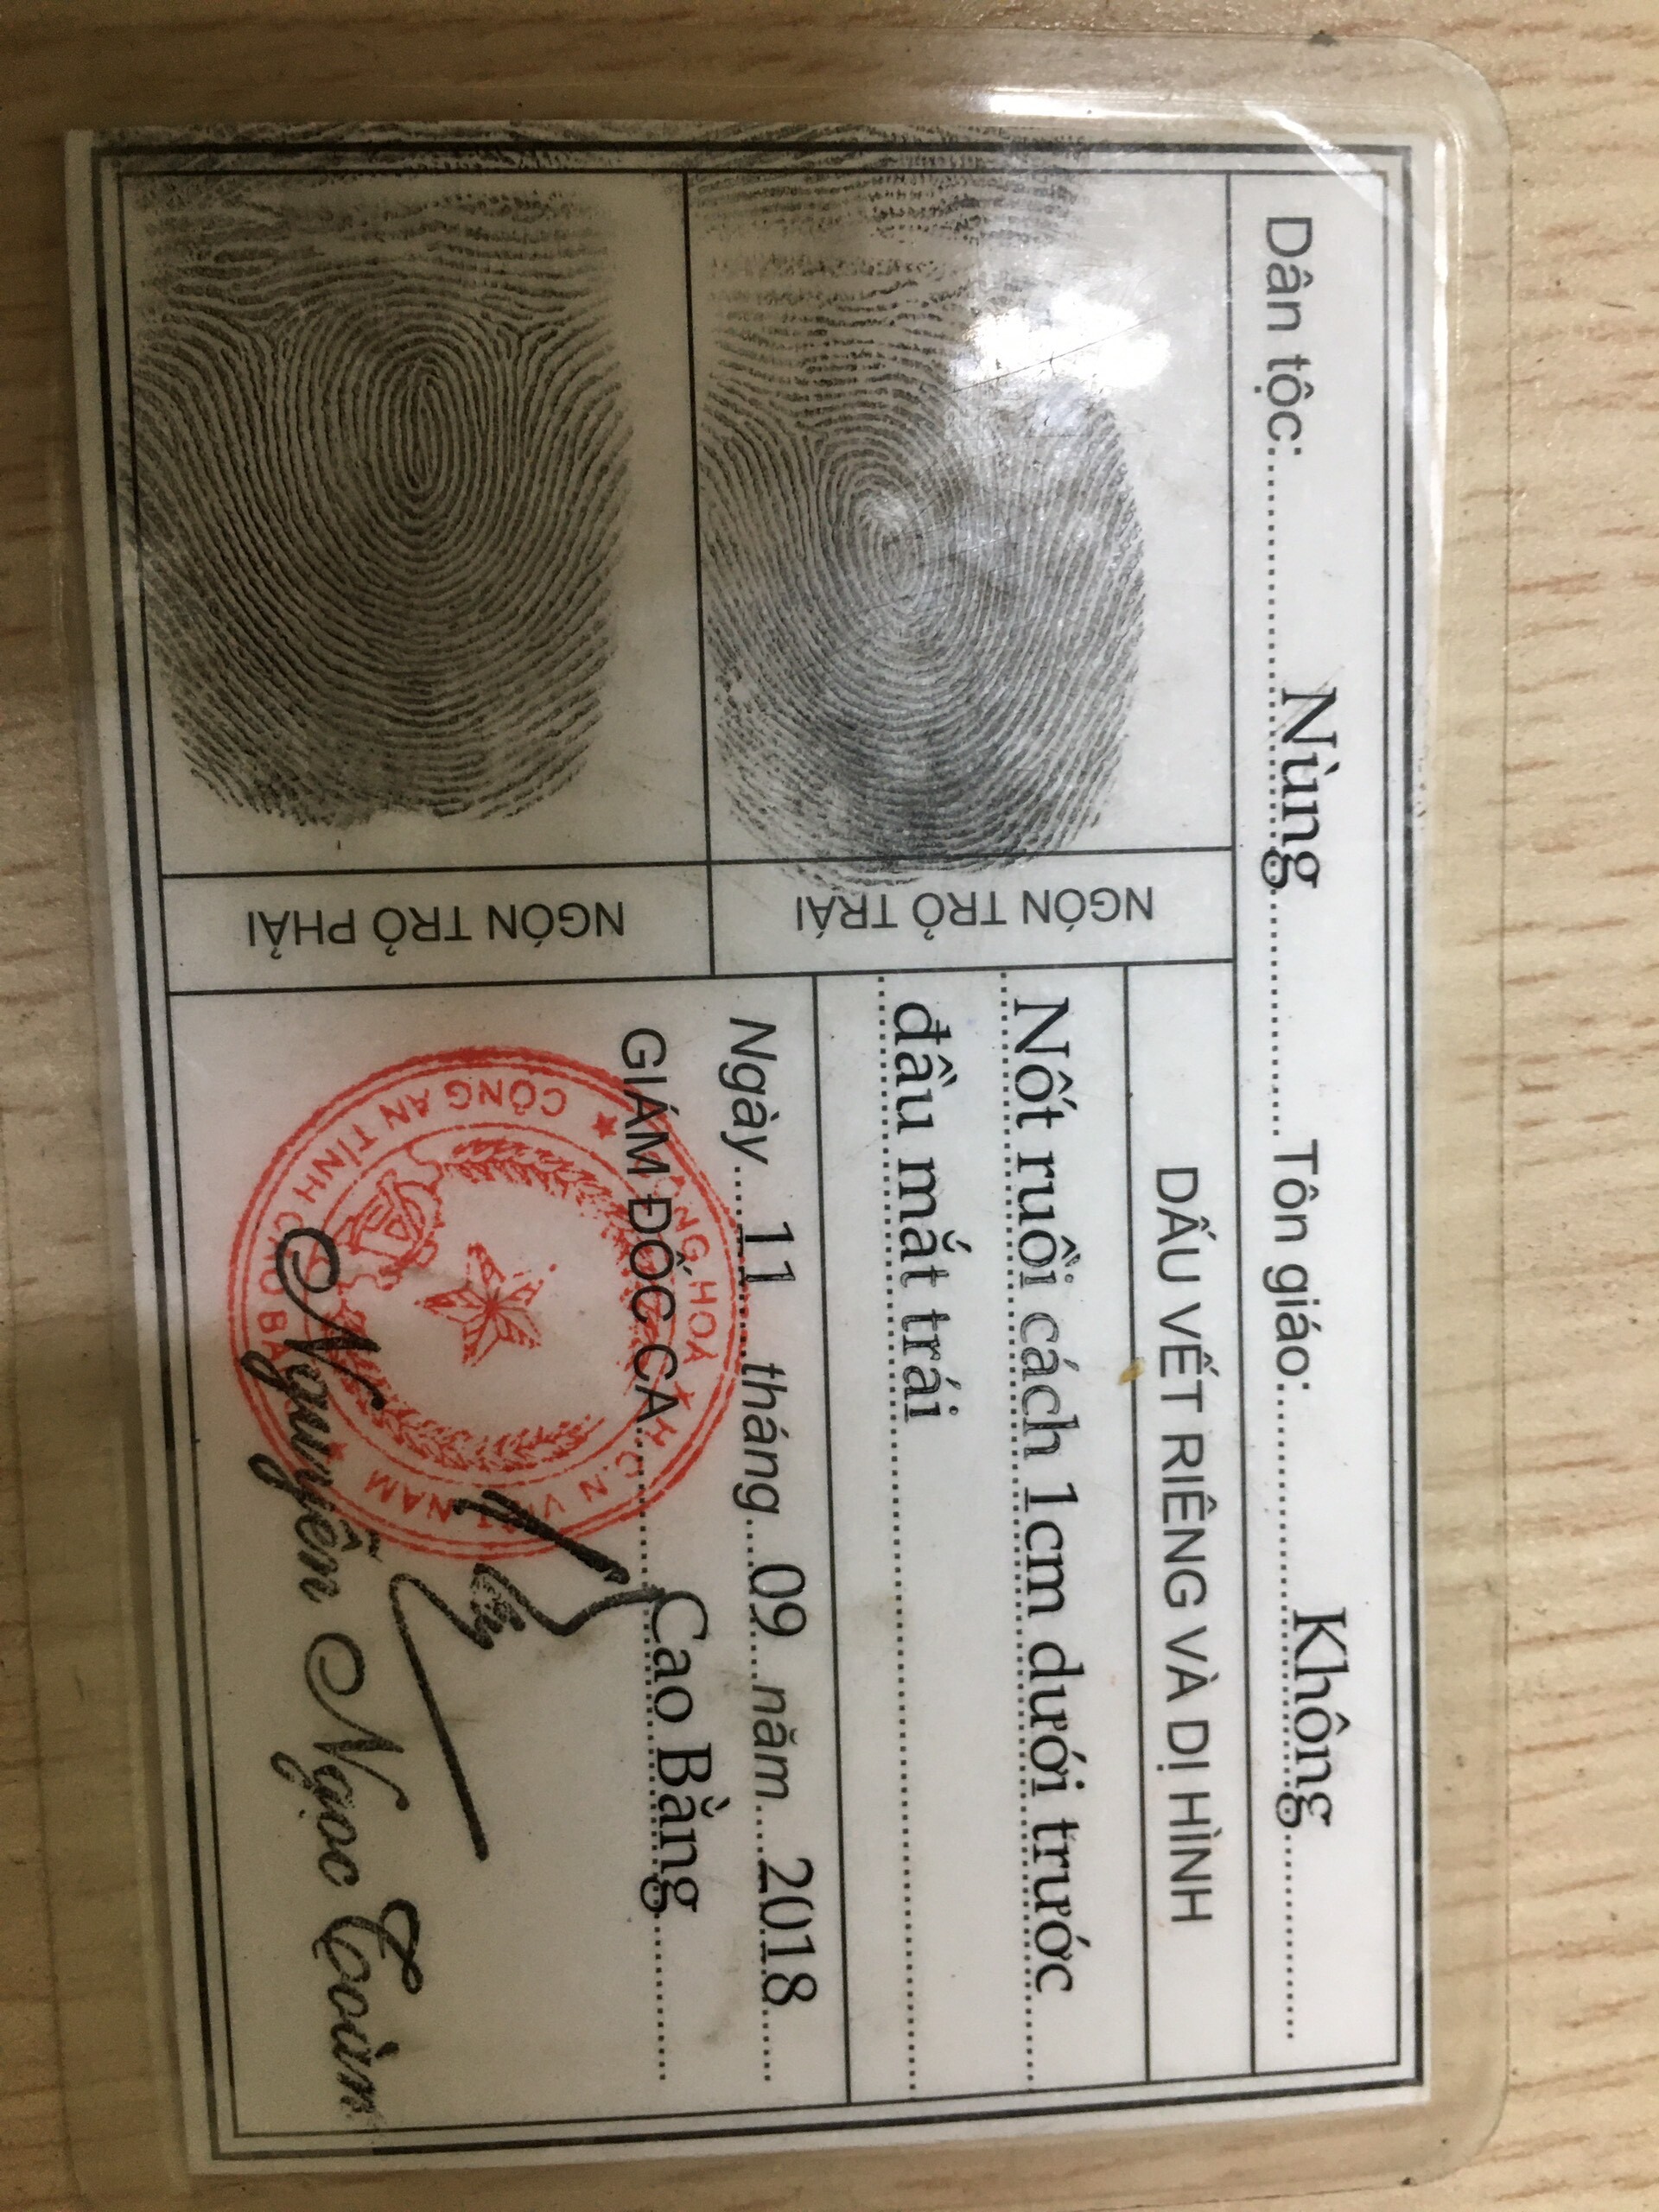 Dân tộc: Nùng Tôn giáo: Không
NGÓN TRỎ TRÁI
NGÓN TRỎ PHẢI
DẤU VẾT RIÊNG VÀ DỊ HÌNH
Nốt ruồi cách 1cm dưới trước
đầu mắt trái
Ngày 11 tháng 09 năm 2018
GIÁM ĐỐC CA Cao Bằng
CÔNG AN TỈNH CAO
VIỆT NAM
Nguyễn Ngọc Toàn